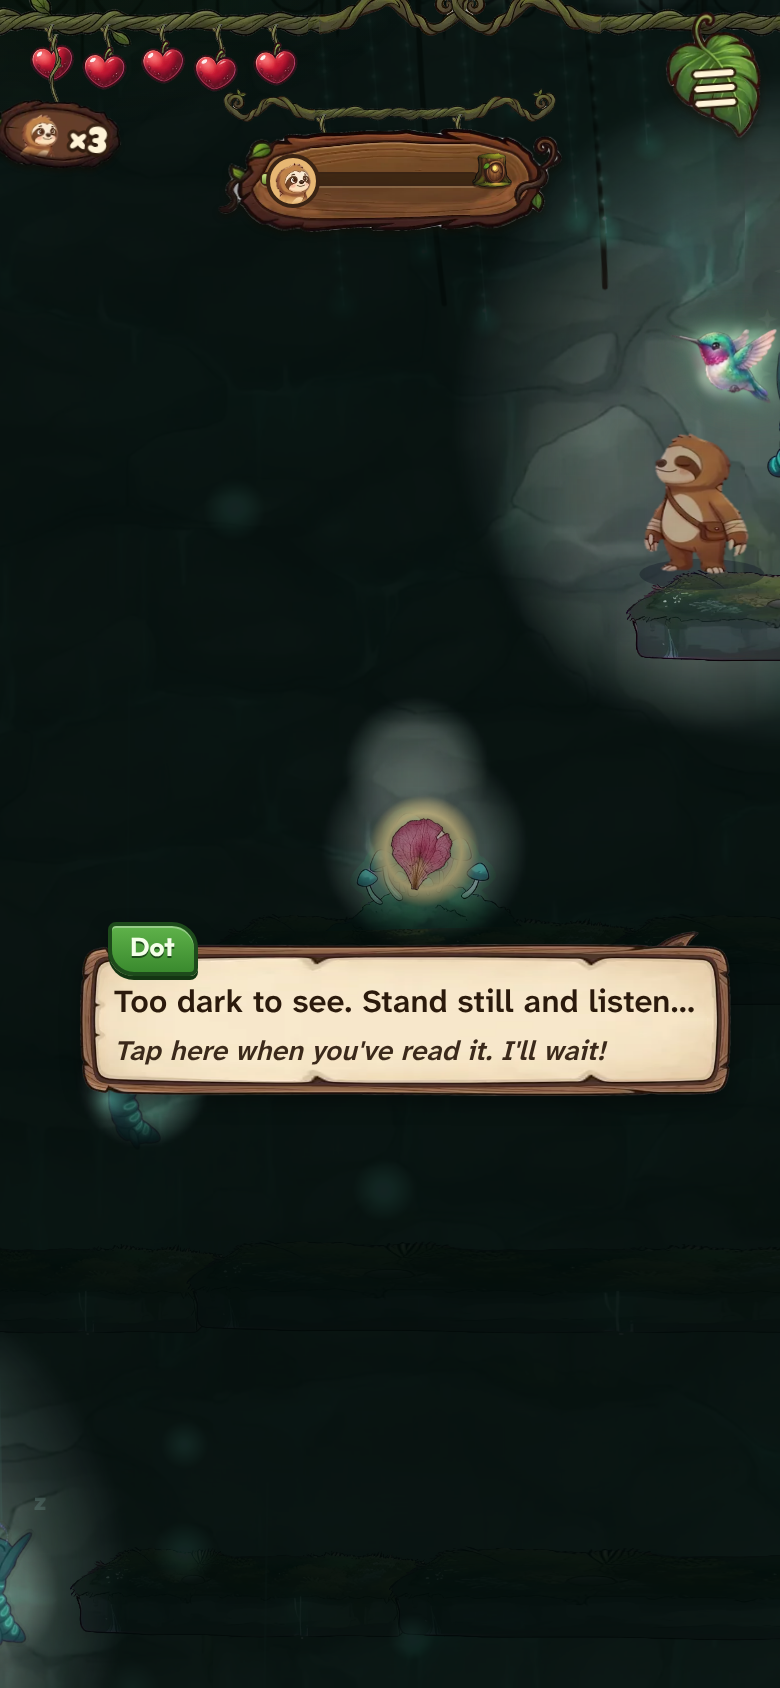 ×3
Dot
Too dark to see. Stand still and listen...
Tap here when you've read it. I'll wait!
z